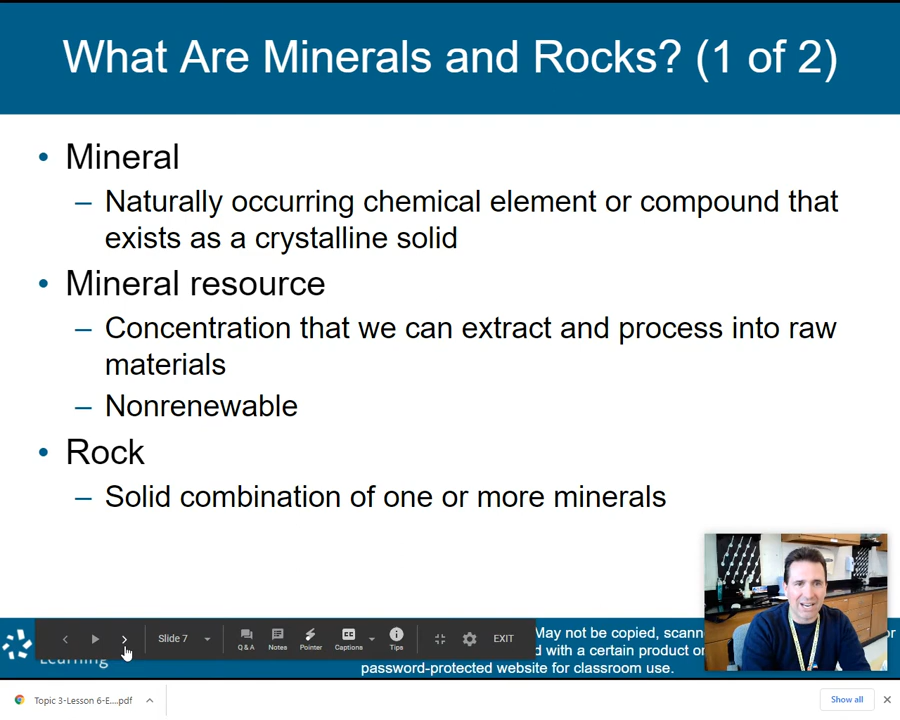 What Are Minerals and Rocks? (1 of 2)
• Mineral
– Naturally occurring chemical element or compound that
exists as a crystalline solid
• Mineral resource
– Concentration that we can extract and process into raw
materials
– Nonrenewable
• Rock
– Solid combination of one or more minerals
Slide 7
Q & A
Notes
Pointer
CC
Captions
Tips
EXIT
May not be copied, scann
or
Learning
d with a certain product or
password-protected website for classroom use.
Topic 3-Lesson 6-E....pdf
Show all